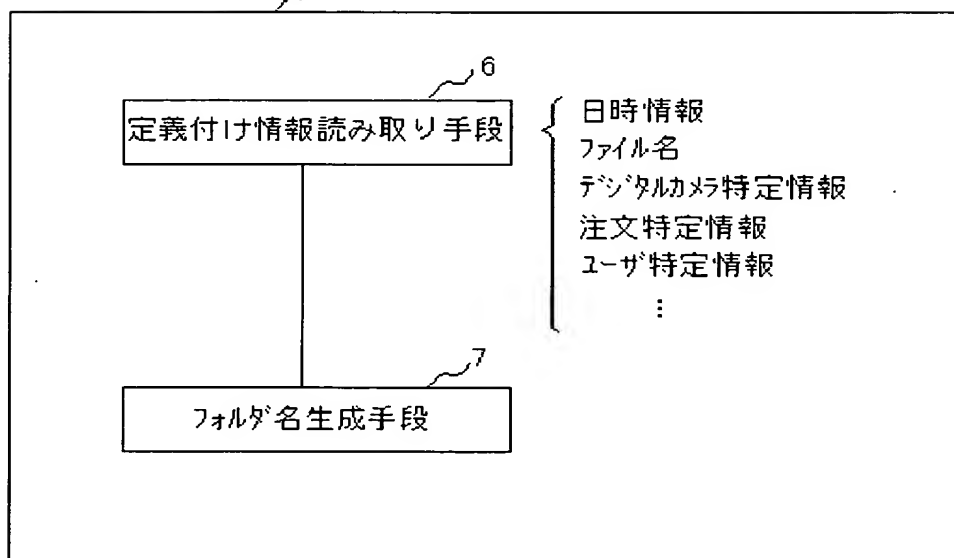 6
定義付け情報読み取り手段
日時情報
ファイル名
デジタルカメラ特定情報
注文特定情報
ユーザ特定情報
⋮
7
フォルダ名生成手段